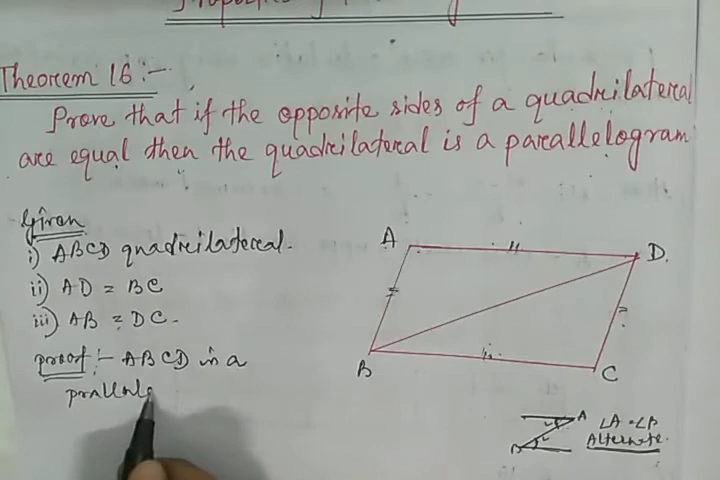 Theorem 16 :-
Prove that if the opposite sides of a quadrilateral
are equal then the quadrilateral is a parallelogram
Given
i) ABCD quadrilateral.
ii) AD = BC
iii) AB = DC.
proof :- ABCD is a
prallal
A
D.
B
C
A
B
∠A = ∠B
Alternate.